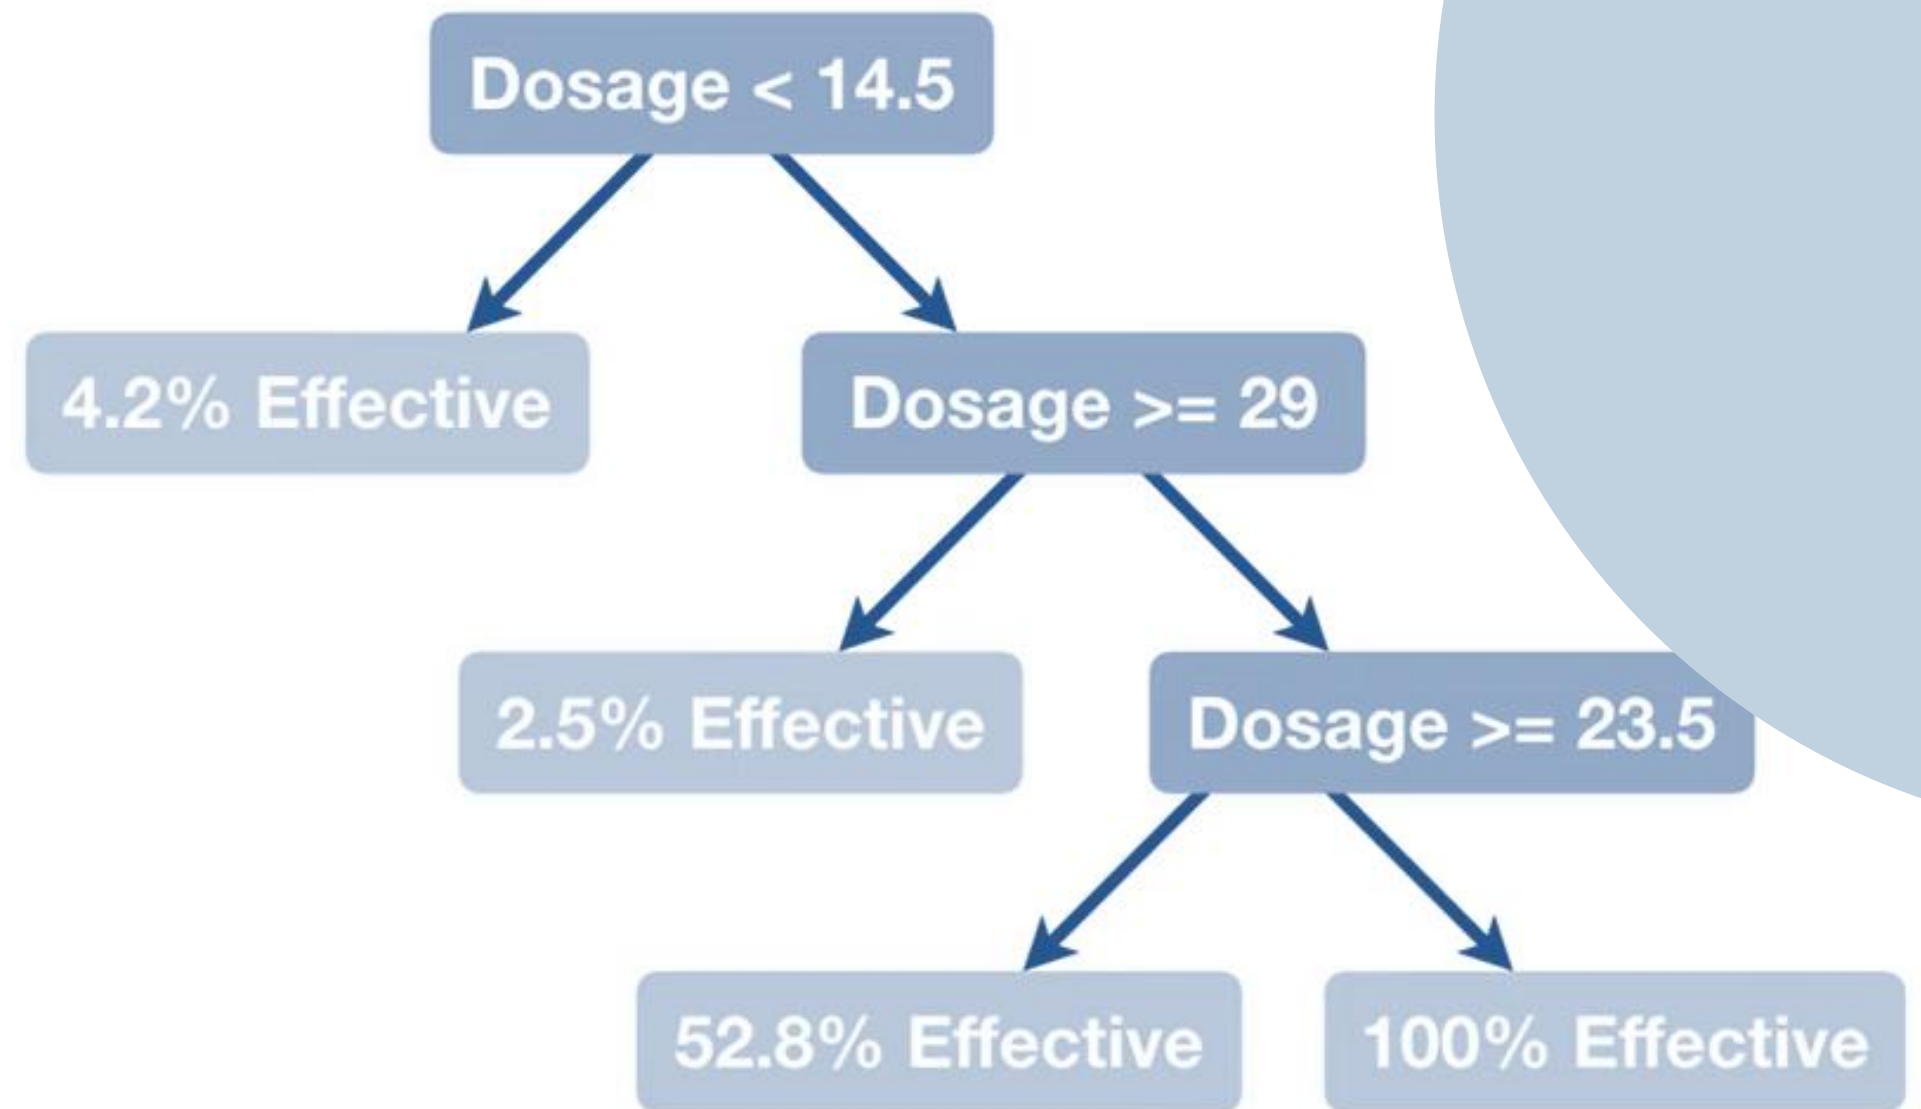 Dosage < 14.5
4.2% Effective
Dosage >= 29
2.5% Effective
Dosage >= 23.5
52.8% Effective
100% Effective